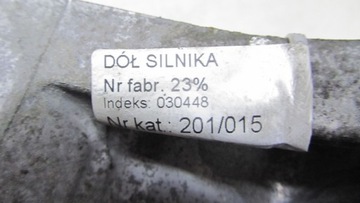 DÓŁ SILNIKA
Nr fabr. 23%
Indeks: 030448
Nr kat.: 201/015